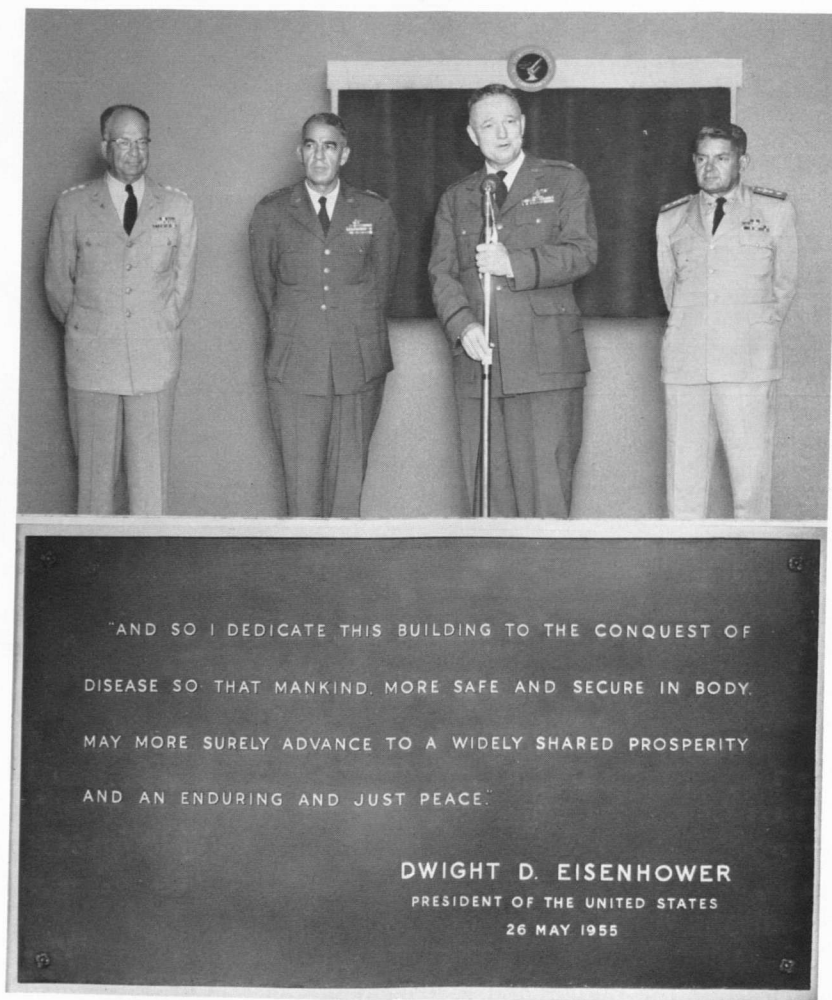 "AND SO I DEDICATE THIS BUILDING TO THE CONQUEST OF
DISEASE SO THAT MANKIND, MORE SAFE AND SECURE IN BODY,
MAY MORE SURELY ADVANCE TO A WIDELY SHARED PROSPERITY
AND AN ENDURING AND JUST PEACE."
DWIGHT D. EISENHOWER
PRESIDENT OF THE UNITED STATES
26 MAY 1955